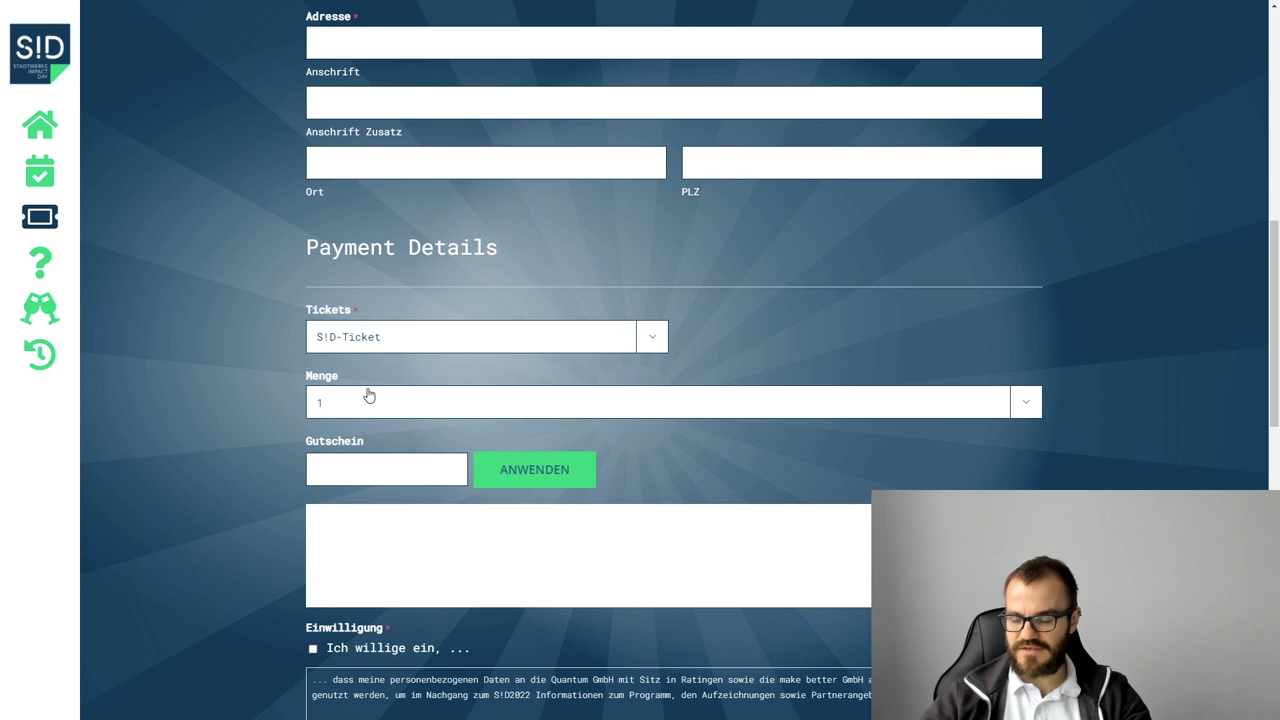 S!D
STADTWERKE
IMPACT
DAY
Adresse *
Anschrift
Anschrift Zusatz
Ort
PLZ
Payment Details
Tickets *
S!D-Ticket
Menge
1
Gutschein
ANWENDEN
Einwilligung *
Ich willige ein, ...
... dass meine personenbezogenen Daten an die Quantum GmbH mit Sitz in Ratingen sowie die make better GmbH
genutzt werden, um im Nachgang zum S!D2022 Informationen zum Programm, den Aufzeichnungen sowie